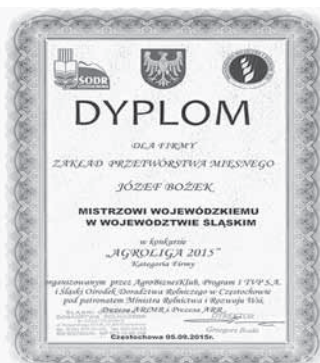 SODR
DYPLOM
DLA FIRMY
ZAKŁAD PRZETWÓRSTWA MIĘSNEGO
JÓZEF BOŻEK
MISTRZOWI WOJEWÓDZKIEMU
W WOJEWÓDZTWIE ŚLĄSKIM
w konkursie
„AGROLIGA 2015”
Kategoria Firmy
organizowanym przez AgroBiznesKlub, Program 1 TVP S.A.
i Śląski Ośrodek Doradztwa Rolniczego w Częstochowie
pod patronatem Ministra Rolnictwa i Rozwoju Wsi,
Prezesa ARiMR i Prezesa ARR
Częstochowa 05.09.2015r.